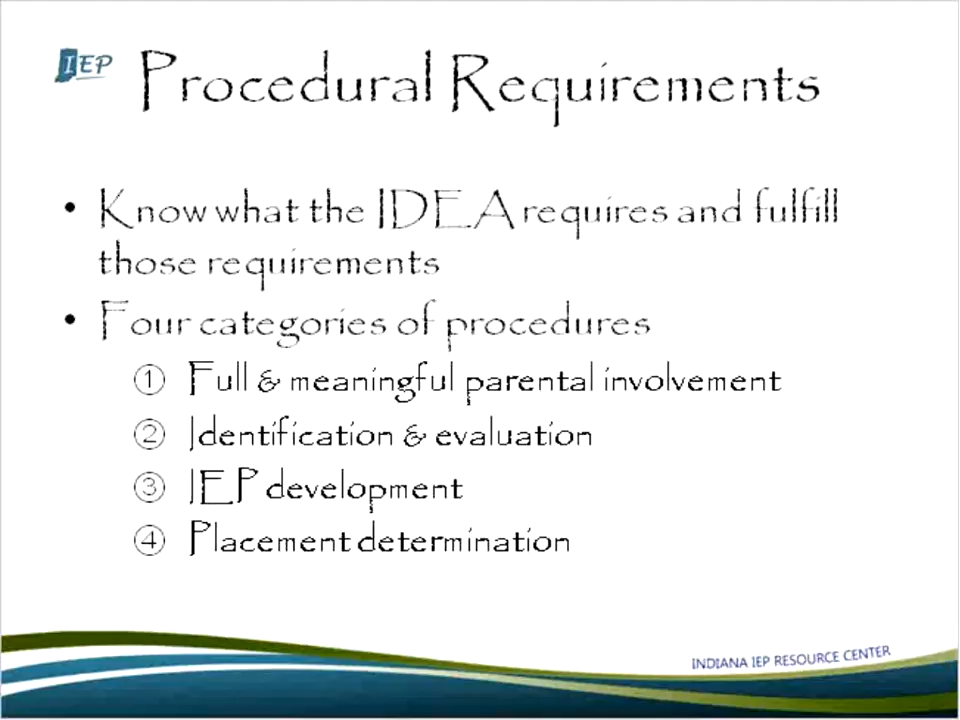 IEP
Procedural Requirements
• Know what the IDEA requires and fulfill
those requirements
• Four categories of procedures
① Full & meaningful parental involvement
② Identification & evaluation
③ IEP development
④ Placement determination
INDIANA IEP RESOURCE CENTER